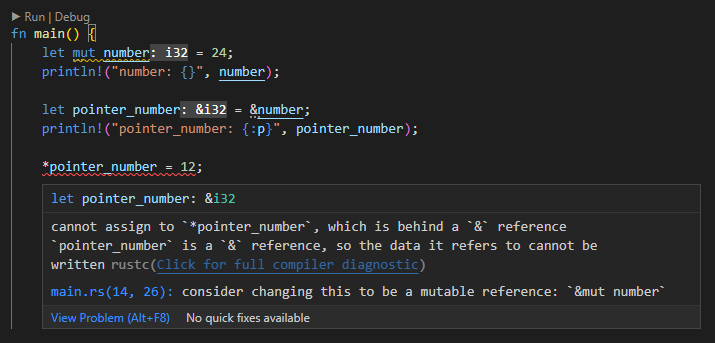 ▶ Run | Debug
fn main() {
let mut number: i32 = 24;
println!("number: {}", number);
let pointer_number: &i32 = &number;
println!("pointer_number: {:p}", pointer_number);
*pointer_number = 12;
let pointer_number: &i32
cannot assign to `*pointer_number`, which is behind a `&` reference
`pointer_number` is a `&` reference, so the data it refers to cannot be
written rustc(Click for full compiler diagnostic)
main.rs(14, 26): consider changing this to be a mutable reference: `&mut number`
View Problem (Alt+F8) No quick fixes available